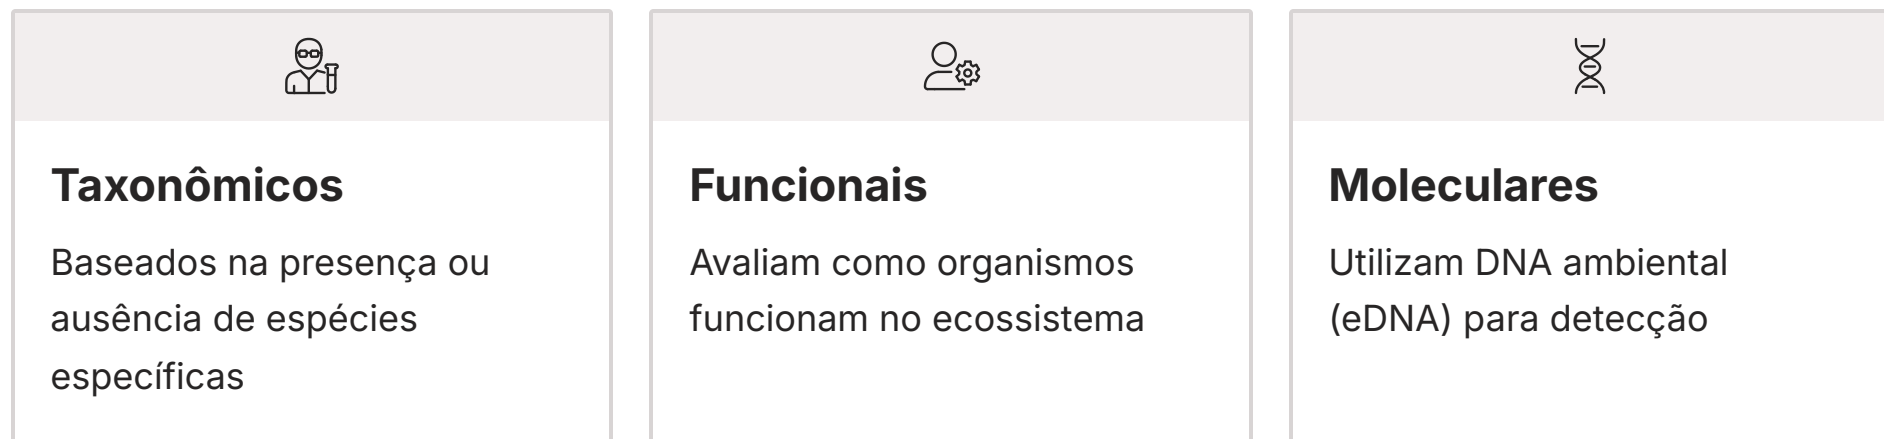 Taxonômicos
Baseados na presença ou
ausência de espécies
específicas
Funcionais
Avaliam como organismos
funcionam no ecossistema
Moleculares
Utilizam DNA ambiental
(eDNA) para detecção